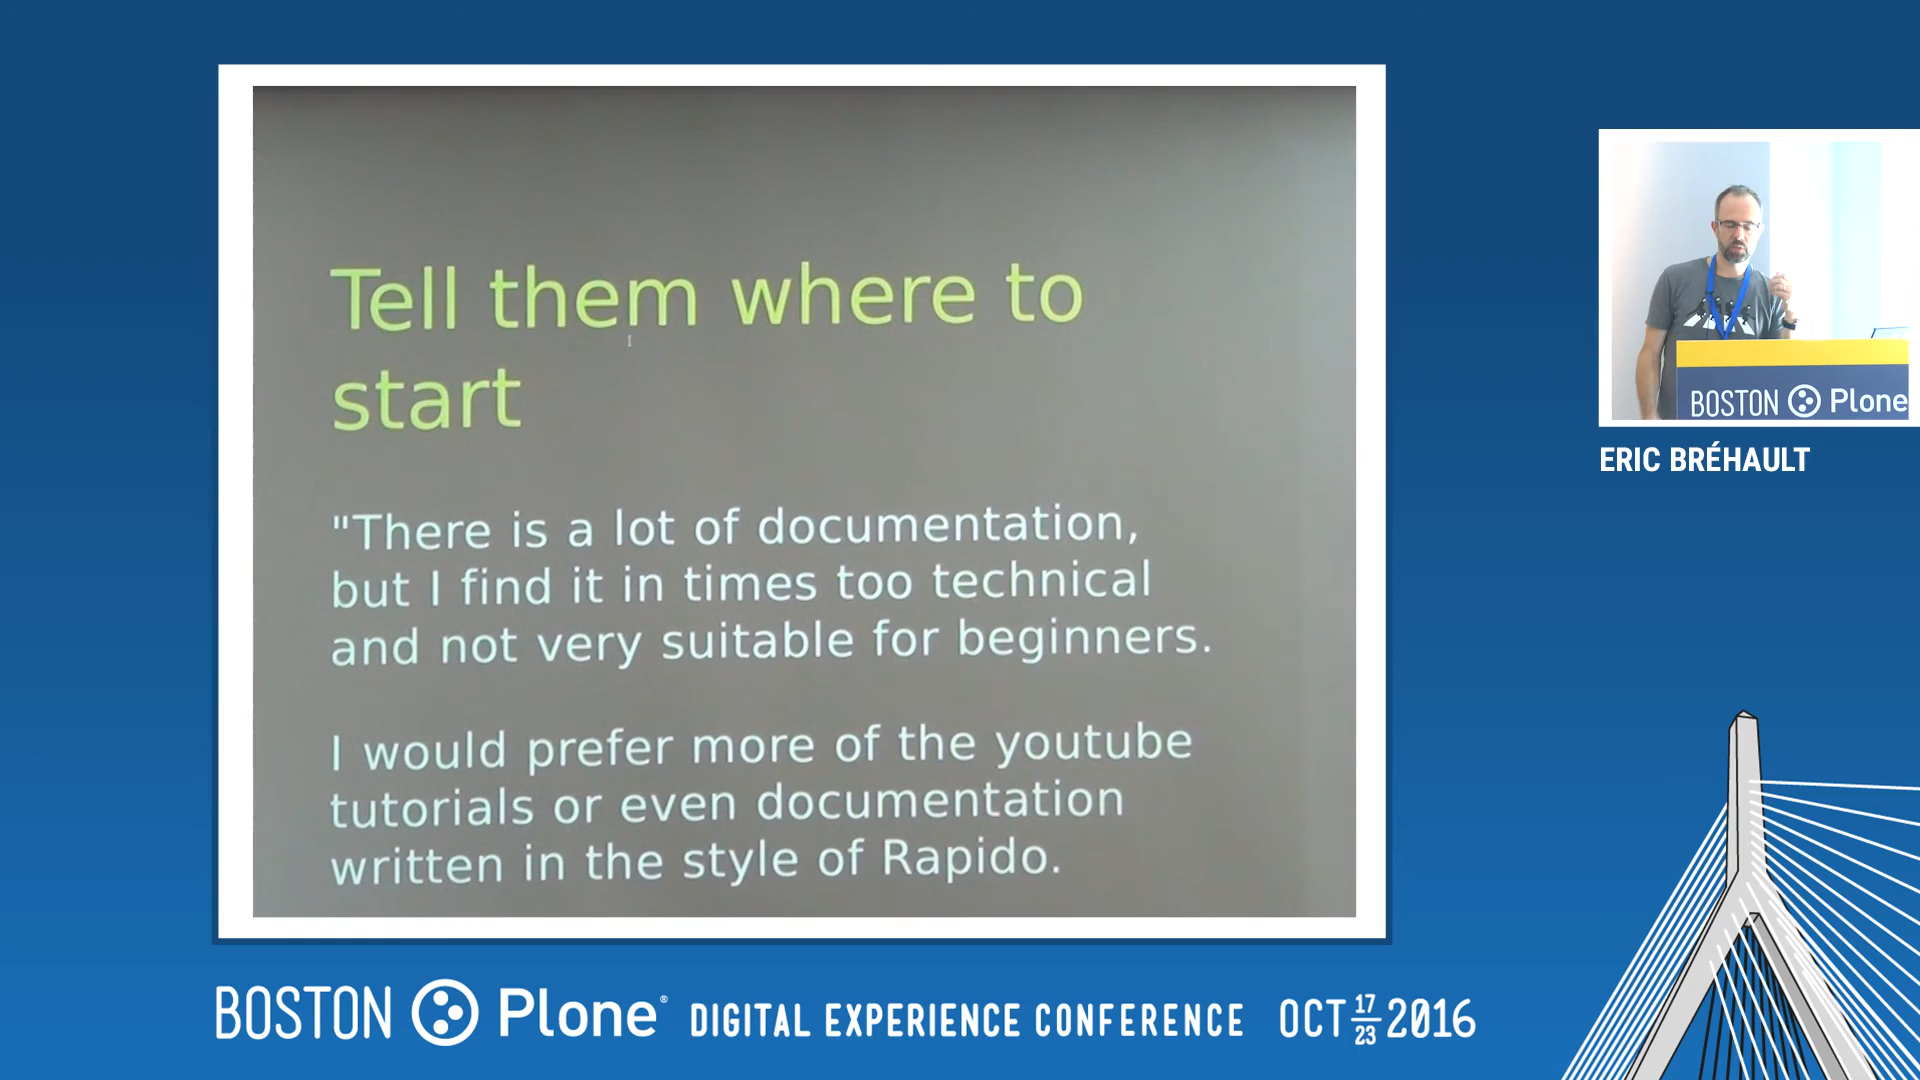 Tell them where to
start
"There is a lot of documentation,
but I find it in times too technical
and not very suitable for beginners.
I would prefer more of the youtube
tutorials or even documentation
written in the style of Rapido.
BOSTON Plone
ERIC BRÉHAULT
BOSTON Plone® DIGITAL EXPERIENCE CONFERENCE OCT 17 23 2016